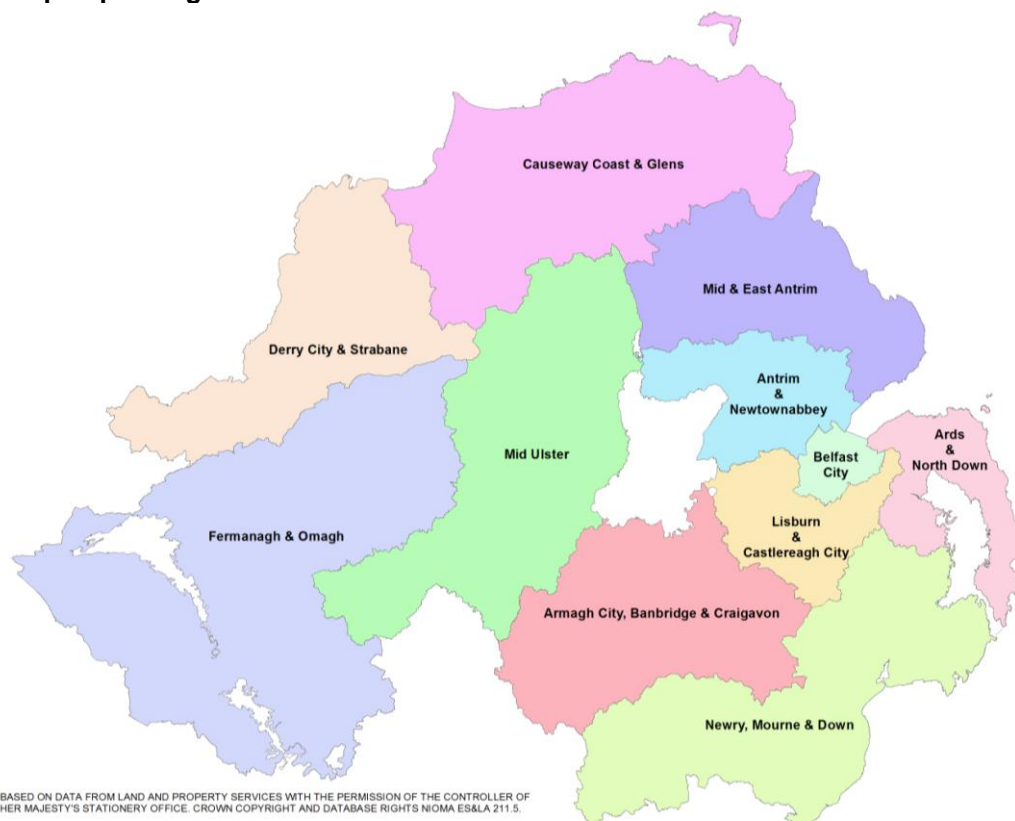 Causeway Coast & Glens
Mid & East Antrim
Derry City & Strabane
Antrim
&
Newtownabbey
Ards
&
North Down
Belfast
City
Mid Ulster
Fermanagh & Omagh
Lisburn
&
Castlereagh City
Armagh City, Banbridge & Craigavon
Newry, Mourne & Down
BASED ON DATA FROM LAND AND PROPERTY SERVICES WITH THE PERMISSION OF THE CONTROLLER OF
HER MAJESTY'S STATIONERY OFFICE. CROWN COPYRIGHT AND DATABASE RIGHTS NIOMA ES&LA 211.5.